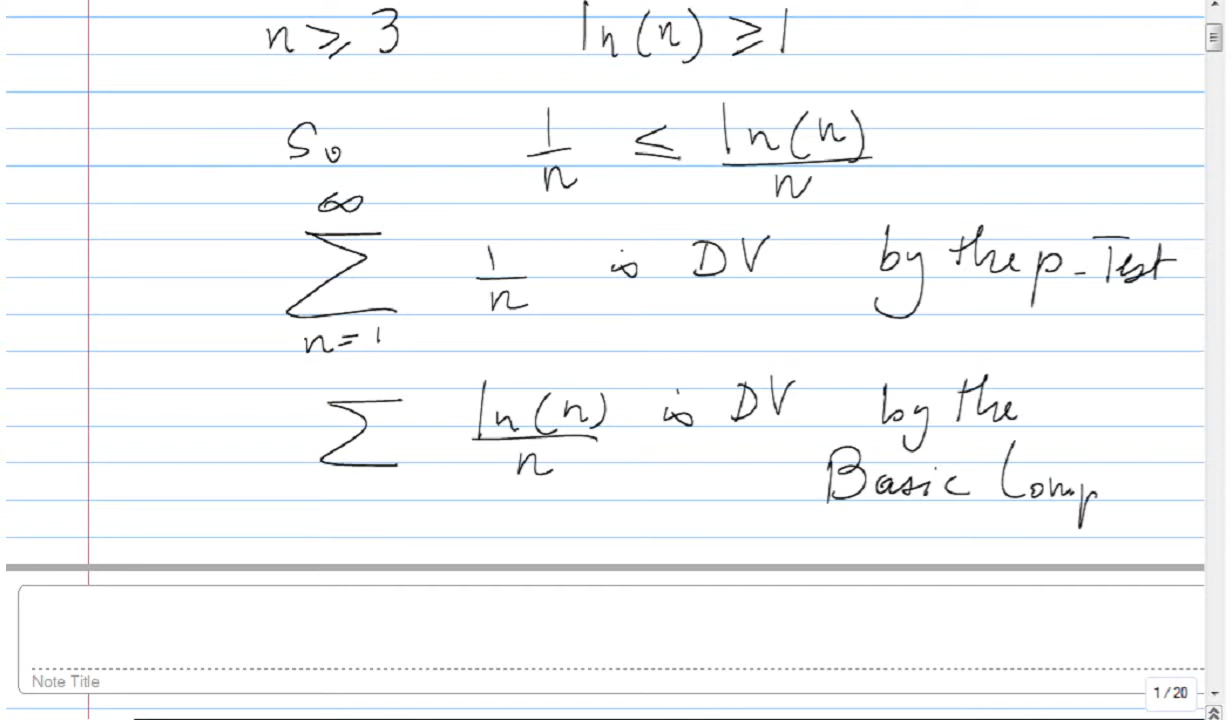 n ≥ 3 ln(n) ≥ 1
So 1/n ≤ ln(n)/n
∞
∑ 1/n is DV by the p-Test
n=1
∑ ln(n)/n is DV by the
Basic Comp
Note Title
1 / 20